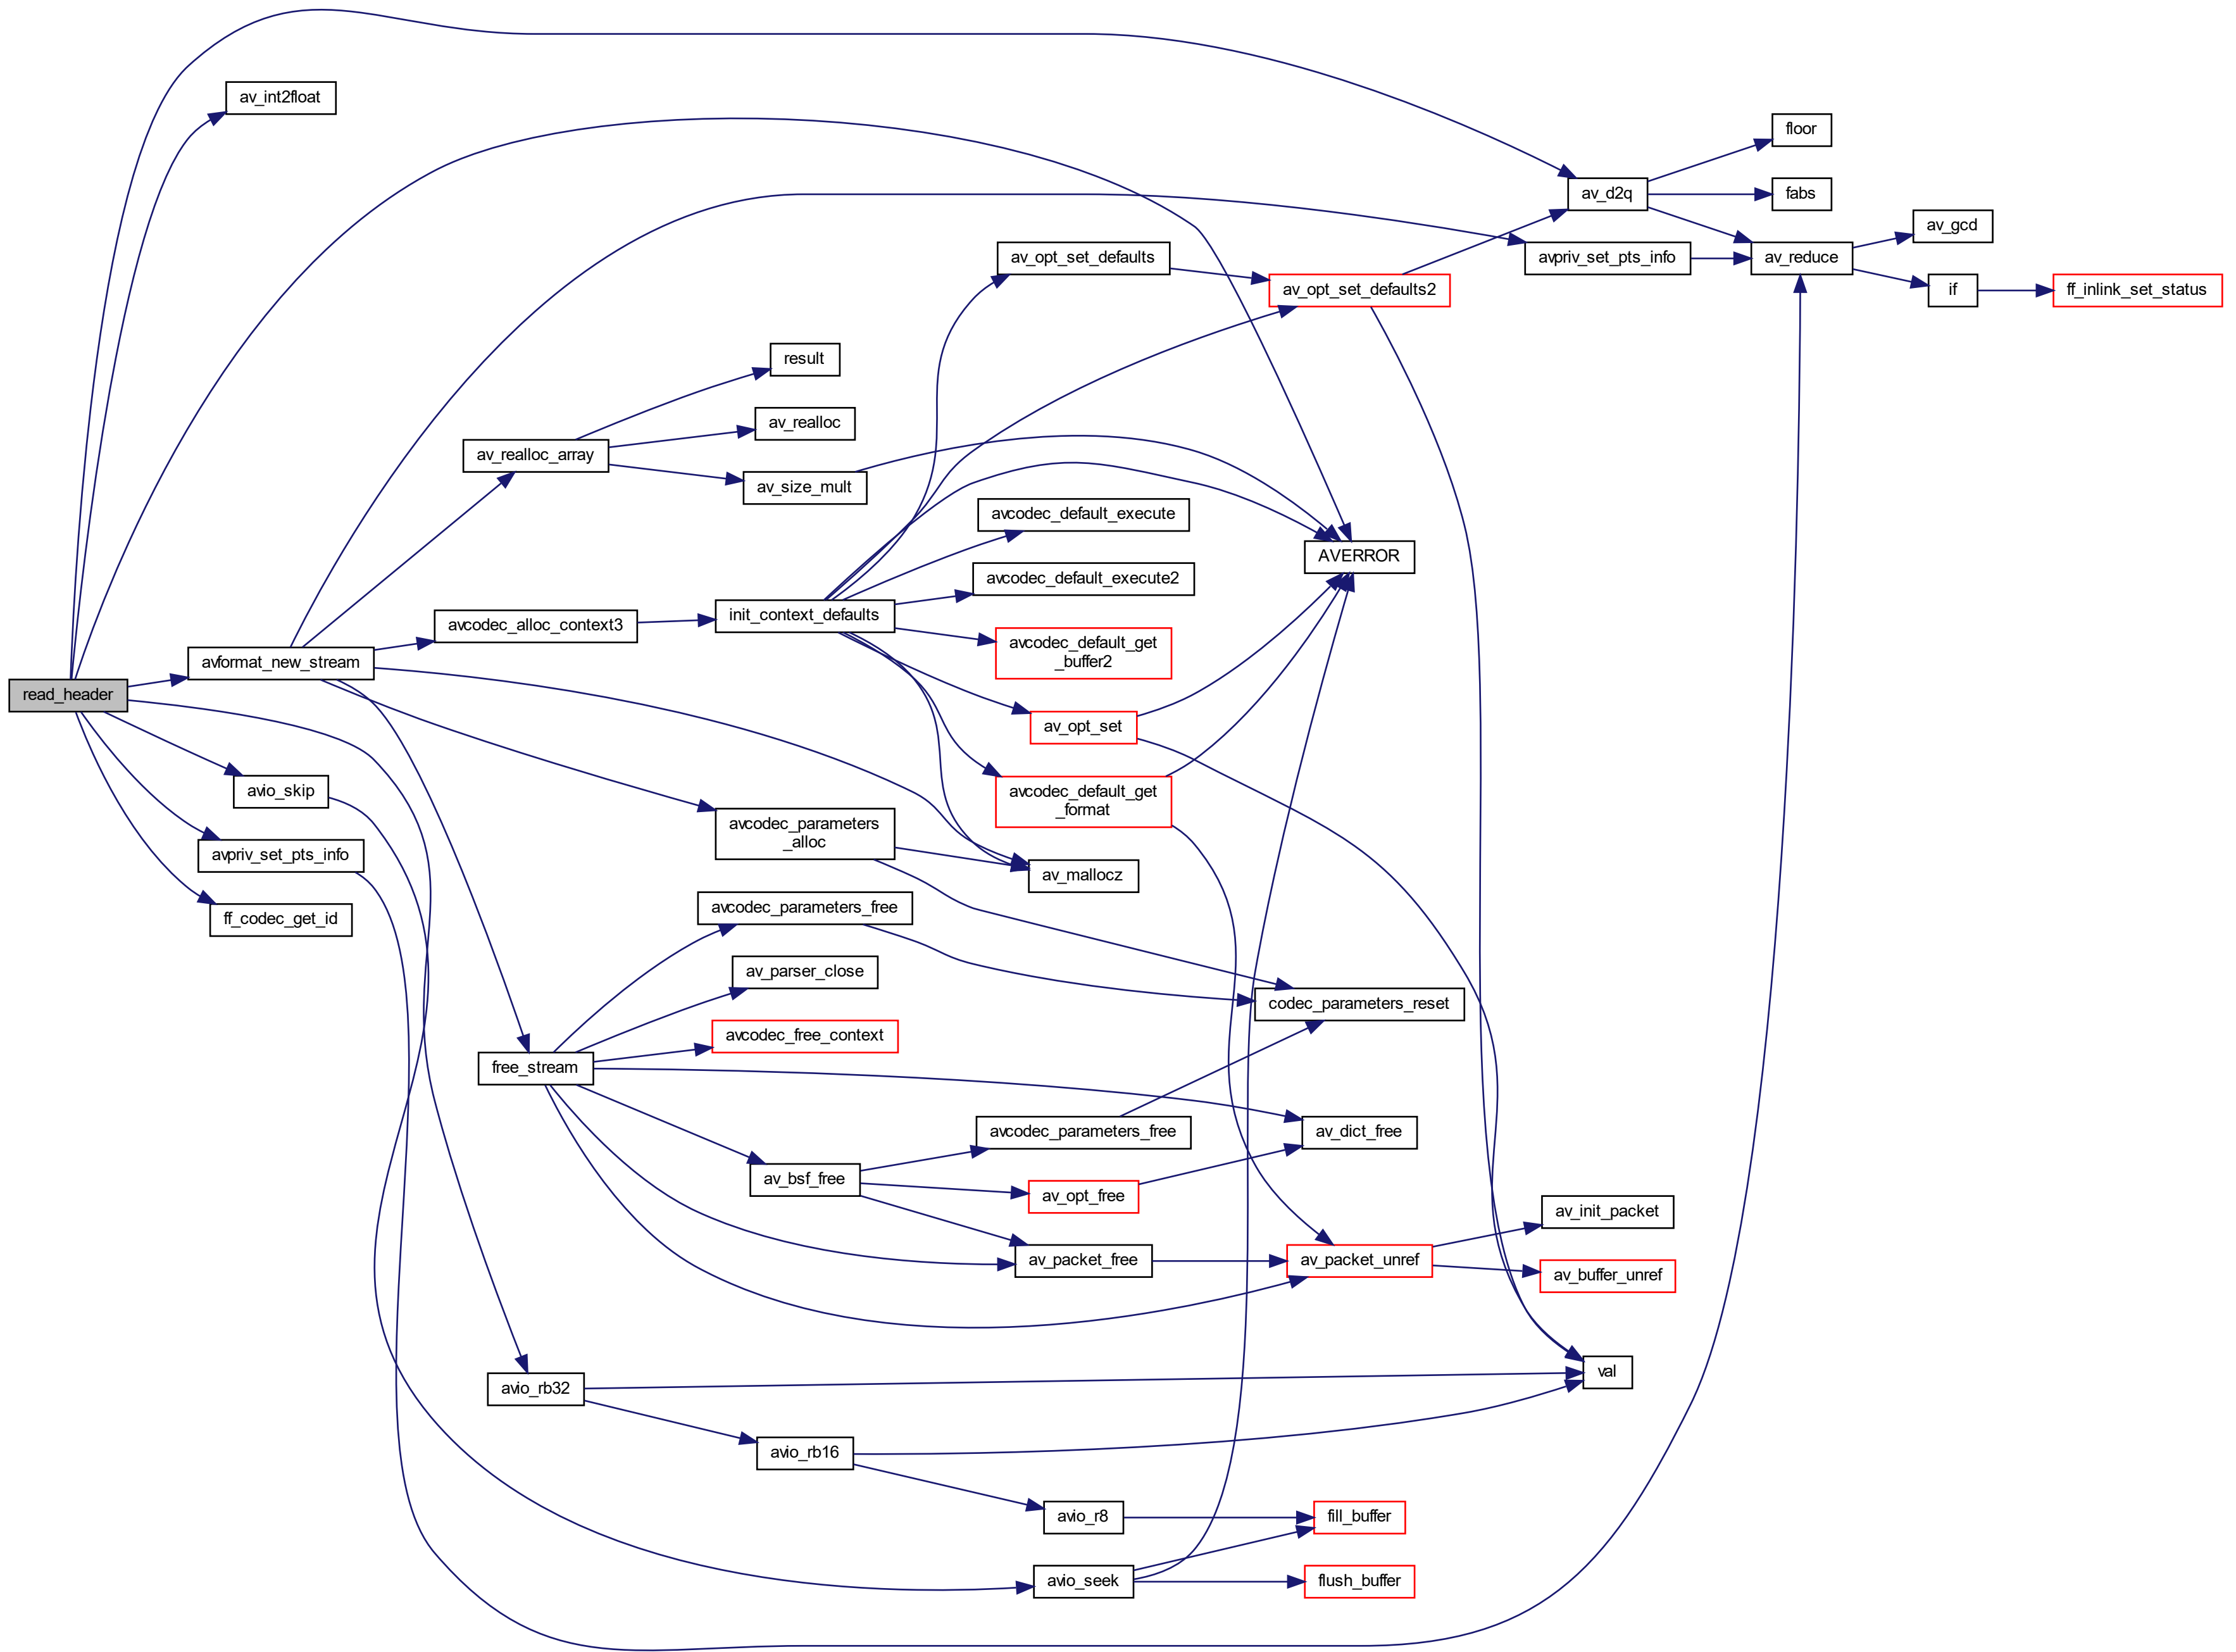 read_header
av_int2float
avformat_new_stream
avio_skip
avpriv_set_pts_info
ff_codec_get_id
av_realloc_array
avcodec_alloc_context3
free_stream
avio_rb32
result
av_realloc
av_size_mult
init_context_defaults
avcodec_parameters
_alloc
avcodec_parameters_free
av_parser_close
avcodec_free_context
av_bsf_free
avio_rb16
av_opt_set_defaults
avcodec_default_execute
avcodec_default_execute2
avcodec_default_get
_buffer2
av_opt_set
avcodec_default_get
_format
av_mallocz
avcodec_parameters_free
av_opt_free
av_packet_free
avio_r8
avio_seek
av_opt_set_defaults2
AVERROR
codec_parameters_reset
av_dict_free
av_packet_unref
fill_buffer
flush_buffer
av_d2q
avpriv_set_pts_info
av_init_packet
av_buffer_unref
val
floor
fabs
av_reduce
av_gcd
if
ff_inlink_set_status